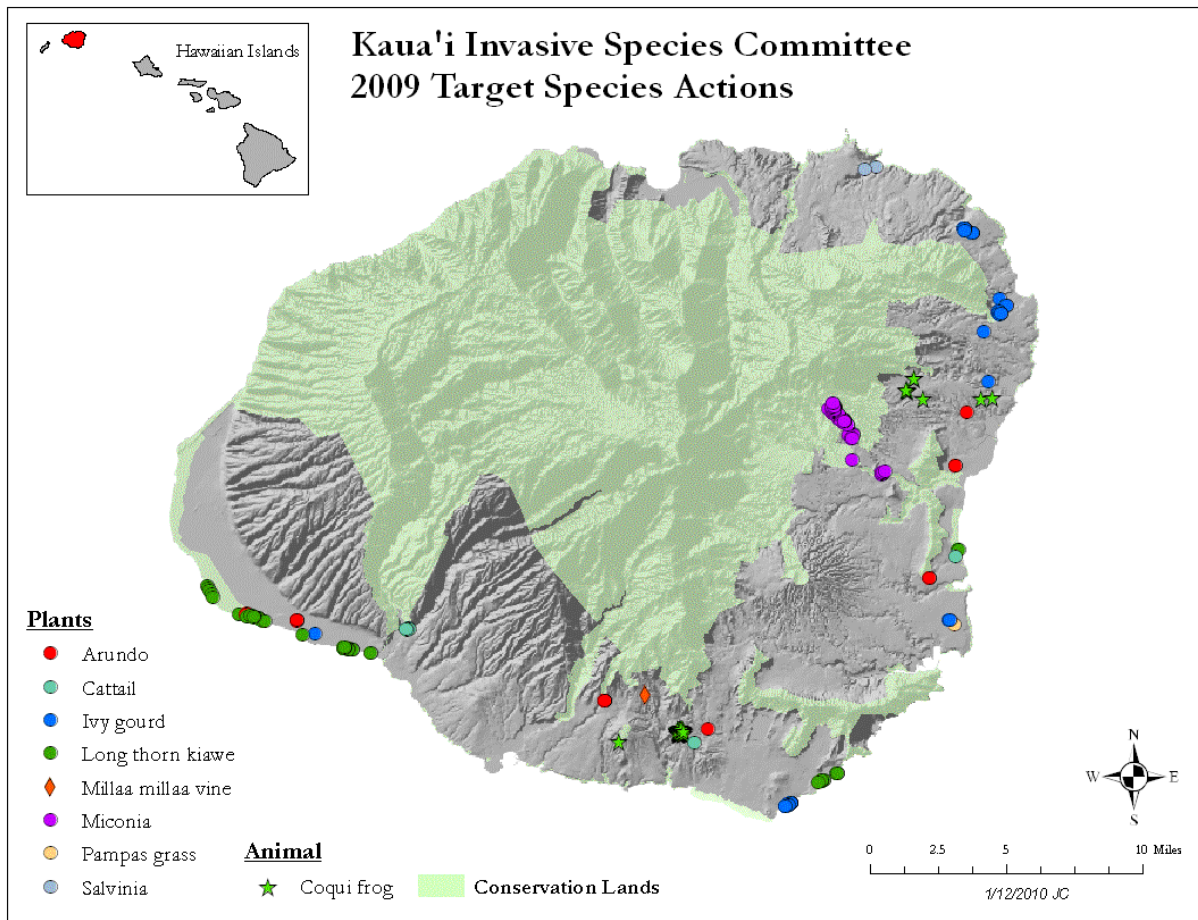 Hawaiian Islands
Kaua'i Invasive Species Committee
2009 Target Species Actions
Plants
Arundo
Cattail
Ivy gourd
Long thorn kiawe
Millaa millaa vine
Miconia
Pampas grass
Salvinia
Animal
Coqui frog
Conservation Lands
N
W E
S
0 2.5 5 10 Miles
1/12/2010 JC